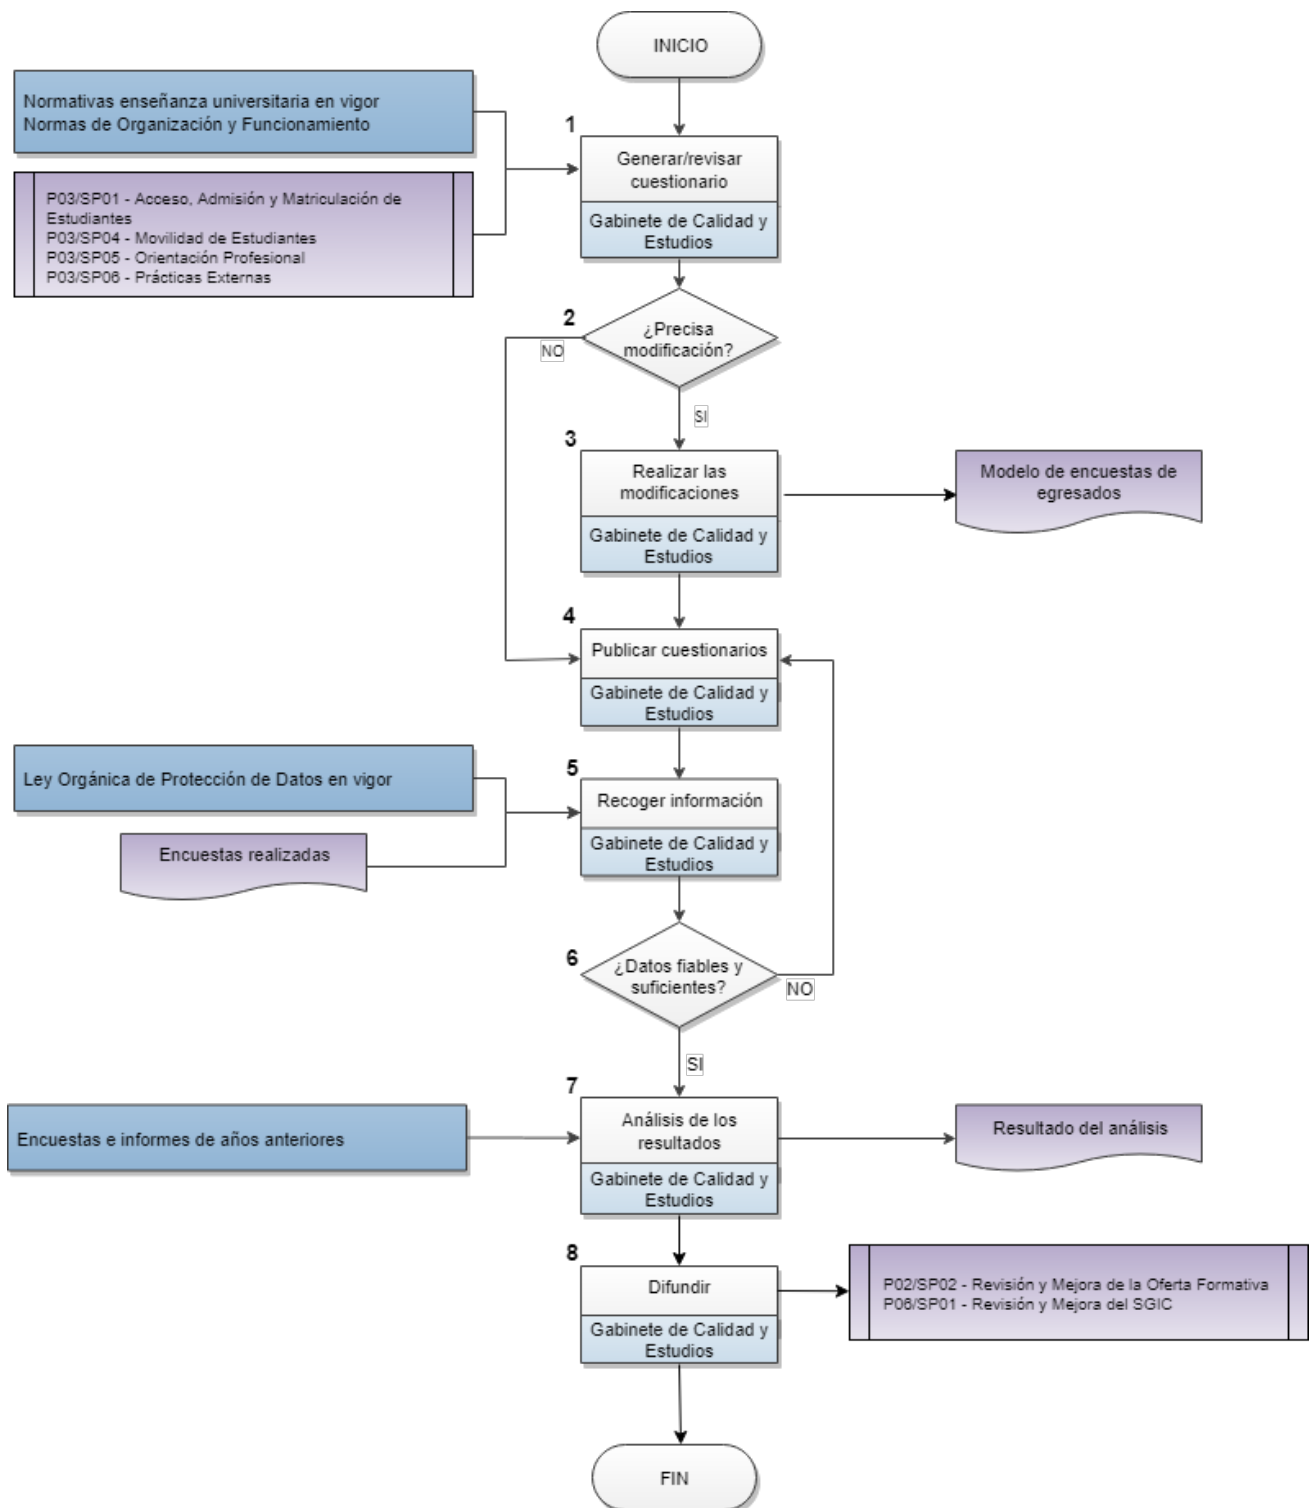 INICIO
Normativas enseñanza universitaria en vigor
Normas de Organización y Funcionamiento
P03/SP01 - Acceso, Admisión y Matriculación de
Estudiantes
P03/SP04 - Movilidad de Estudiantes
P03/SP05 - Orientación Profesional
P03/SP06 - Prácticas Externas
1
Generar/revisar
cuestionario
Gabinete de Calidad y
Estudios
2
¿Precisa
modificación?
NO
SI
3
Realizar las
modificaciones
Gabinete de Calidad y
Estudios
Modelo de encuestas de
egresados
4
Publicar cuestionarios
Gabinete de Calidad y
Estudios
Ley Orgánica de Protección de Datos en vigor
Encuestas realizadas
5
Recoger información
Gabinete de Calidad y
Estudios
6
¿Datos fiables y
suficientes?
NO
SI
7
Encuestas e informes de años anteriores
Análisis de los
resultados
Gabinete de Calidad y
Estudios
Resultado del análisis
8
Difundir
Gabinete de Calidad y
Estudios
P02/SP02 - Revisión y Mejora de la Oferta Formativa
P06/SP01 - Revisión y Mejora del SGIC
FIN